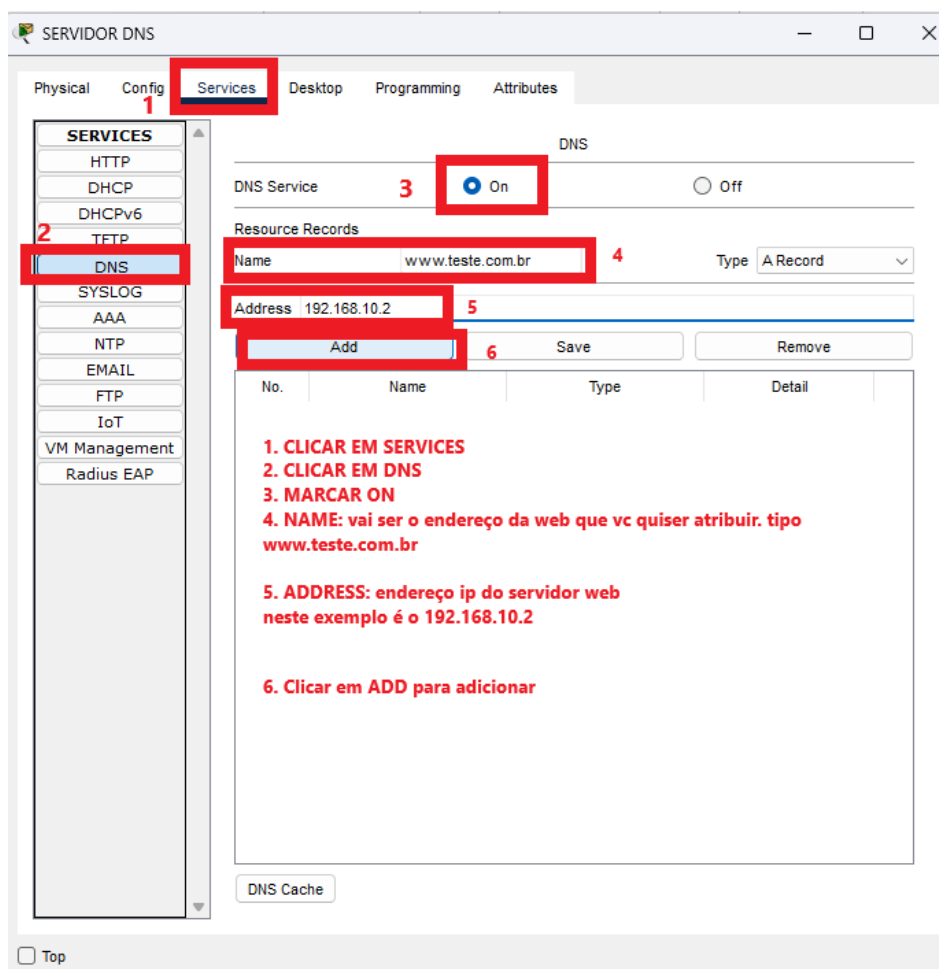 SERVIDOR DNS
Physical Config Services Desktop Programming Attributes
1
SERVICES
HTTP
DHCP
DHCPv6
TFTP
2
DNS
SYSLOG
AAA
NTP
EMAIL
FTP
IoT
VM Management
Radius EAP
DNS
DNS Service 3 On Off
Resource Records
Name www.teste.com.br 4 Type A Record
Address 192.168.10.2 5
Add 6 Save Remove
No. Name Type Detail
1. CLICAR EM SERVICES
2. CLICAR EM DNS
3. MARCAR ON
4. NAME: vai ser o endereço da web que vc quiser atribuir. tipo
www.teste.com.br
5. ADDRESS: endereço ip do servidor web
neste exemplo é o 192.168.10.2
6. Clicar em ADD para adicionar
DNS Cache
Top